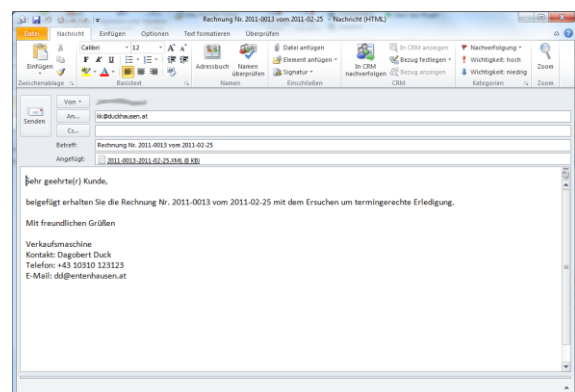 Rechnung Nr. 2011-0013 vom 2011-02-25 - Nachricht (HTML)
Datei Nachricht Einfügen Optionen Text formatieren Überprüfen
Einfügen
Zwischenablage
Calibri 12
F K U
Basistext
Adressbuch Namen überprüfen
Namen
Datei anfügen
Element anfügen
Signatur
Einschließen
In CRM nachverfolgen
In CRM anzeigen
Bezug festlegen
Bezug anzeigen
CRM
Nachverfolgung
Wichtigkeit: hoch
Wichtigkeit: niedrig
Kategorien
Zoom
Zoom
Senden
Von
An... kk@duckhausen.at
Cc...
Betreff: Rechnung Nr. 2011-0013 vom 2011-02-25
Angefügt: 2011-0013-2011-02-25.XML (8 KB)
Sehr geehrte(r) Kunde,
beigefügt erhalten Sie die Rechnung Nr. 2011-0013 vom 2011-02-25 mit dem Ersuchen um termingerechte Erledigung.
Mit freundlichen Grüßen
Verkaufsmaschine
Kontakt: Dagobert Duck
Telefon: +43 10310 123123
E-Mail: dd@entenhausen.at